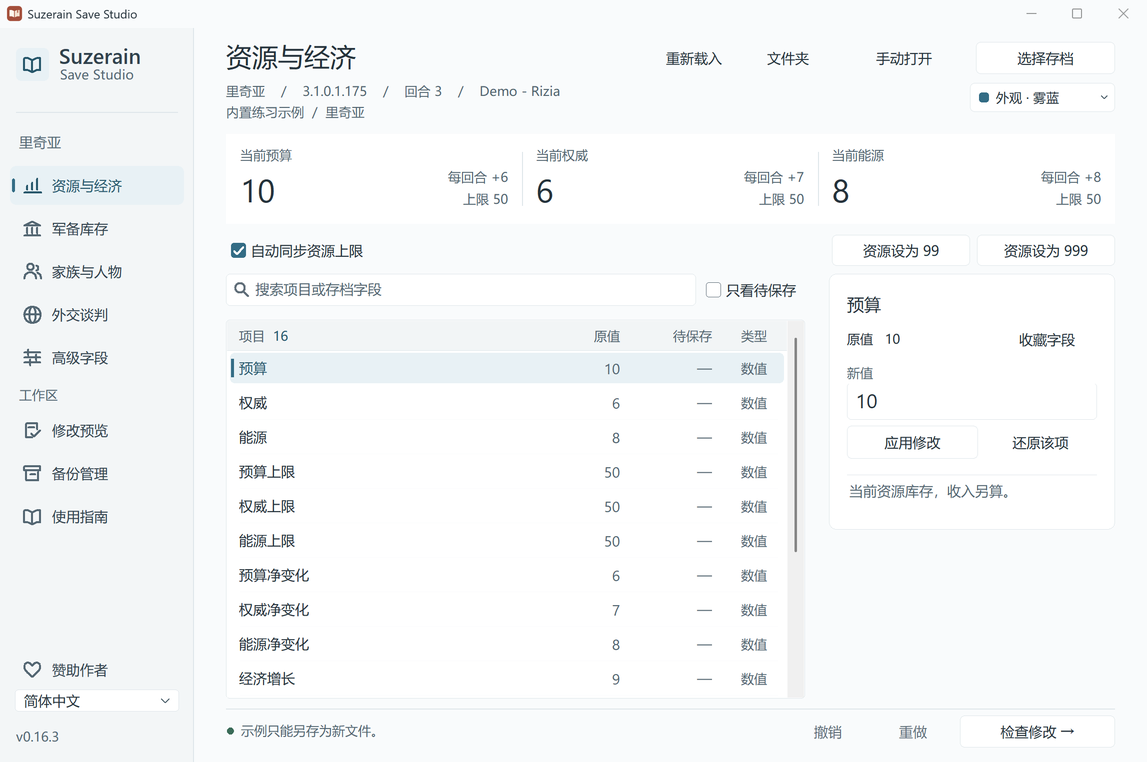 Suzerain Save Studio
Suzerain
Save Studio
里奇亚
资源与经济
军备库存
家族与人物
外交谈判
高级字段
工作区
修改预览
备份管理
使用指南
赞助作者
简体中文
v0.16.3
资源与经济
重新载入 文件夹 手动打开 选择存档
里奇亚 / 3.1.0.1.175 / 回合 3 / Demo - Rizia
外观 · 雾蓝
内置练习示例 / 里奇亚
当前预算
10
每回合 +6
上限 50
当前权威
6
每回合 +7
上限 50
当前能源
8
每回合 +8
上限 50
自动同步资源上限
资源设为 99 资源设为 999
搜索项目或存档字段
只看待保存
项目 16 原值 待保存 类型
预算 10 — 数值
权威 6 — 数值
能源 8 — 数值
预算上限 50 — 数值
权威上限 50 — 数值
能源上限 50 — 数值
预算净变化 6 — 数值
权威净变化 7 — 数值
能源净变化 8 — 数值
经济增长 9 — 数值
预算
原值 10 收藏字段
新值
10
应用修改 还原该项
当前资源库存，收入另算。
示例只能另存为新文件。
撤销 重做 检查修改 →